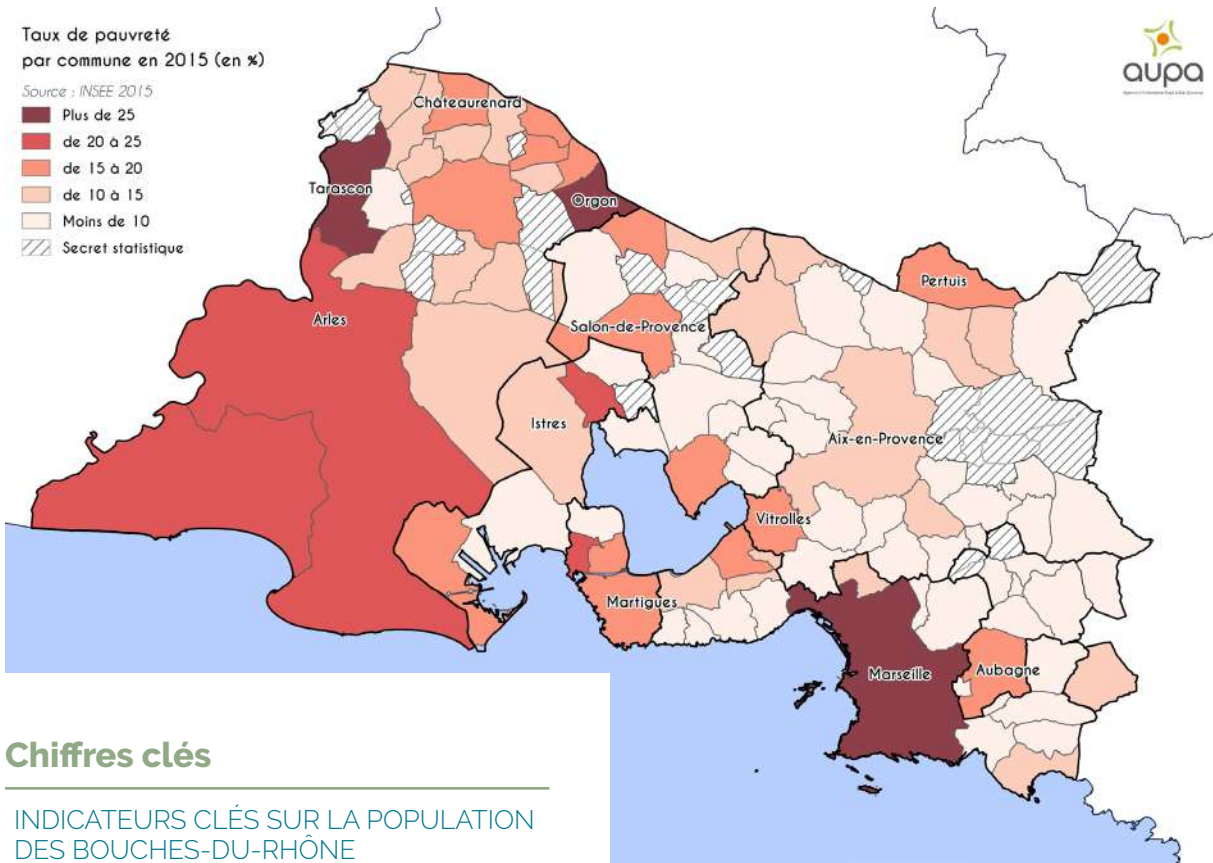 Taux de pauvreté
par commune en 2015 (en %)
Source : INSEE 2015
Plus de 25
de 20 à 25
de 15 à 20
de 10 à 15
Moins de 10
Secret statistique
aupa
Châteaurenard
Tarascon
Orgon
Pertuis
Arles
Salon-de-Provence
Istres
Aix-en-Provence
Vitrolles
Martigues
Marseille
Aubagne
Chiffres clés
INDICATEURS CLÉS SUR LA POPULATION
DES BOUCHES-DU-RHÔNE